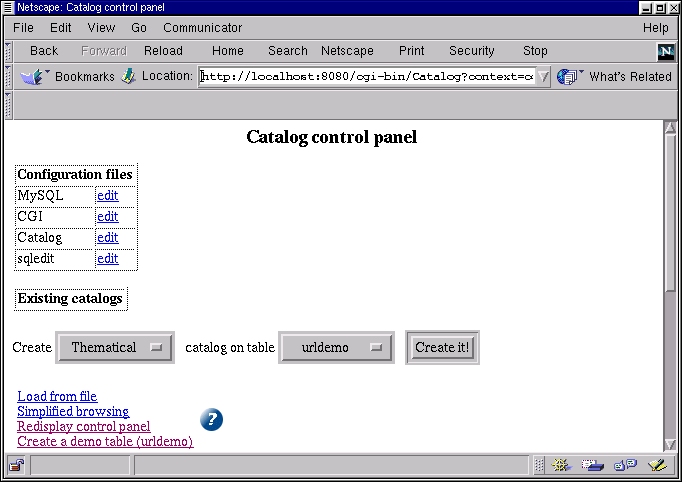 Netscape: Catalog control panel
File Edit View Go Communicator Help
Back Forward Reload Home Search Netscape Print Security Stop
N
Bookmarks Location: http://localhost:8080/cgi-bin/Catalog?context=c What's Related
Catalog control panel
Configuration files
MySQL edit
CGI edit
Catalog edit
sqledit edit
Existing catalogs
Create Thematical catalog on table urldemo Create it!
Load from file
Simplified browsing
?
Redisplay control panel
Create a demo table (urldemo)